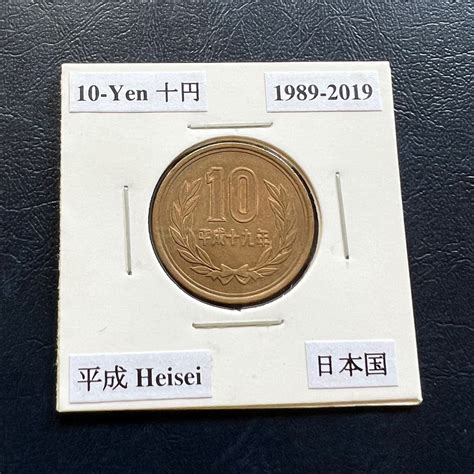 10-Yen 十円
1989-2019
10
平成十九年
平成 Heisei
日本国